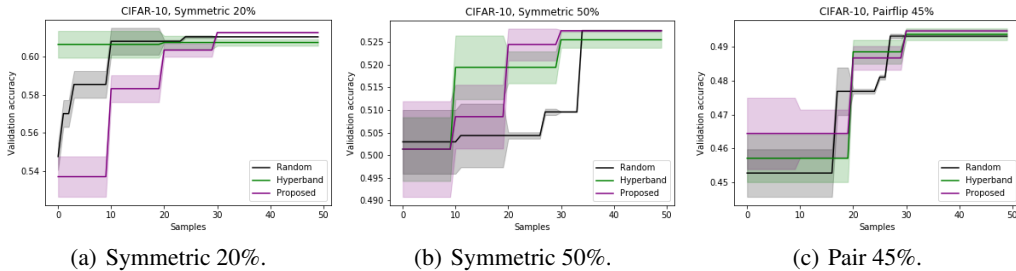 CIFAR-10, Symmetric 20%
Validation accuracy
0.60
0.58
0.56
0.54
0 10 20 30 40 50
Samples
Random
Hyperband
Proposed
(a) Symmetric 20%.
CIFAR-10, Symmetric 50%
Validation accuracy
0.525
0.520
0.515
0.510
0.505
0.500
0.495
0.490
0 10 20 30 40 50
Samples
Random
Hyperband
Proposed
(b) Symmetric 50%.
CIFAR-10, Pairflip 45%
Validation accuracy
0.49
0.48
0.47
0.46
0.45
0 10 20 30 40 50
Samples
Random
Hyperband
Proposed
(c) Pair 45%.